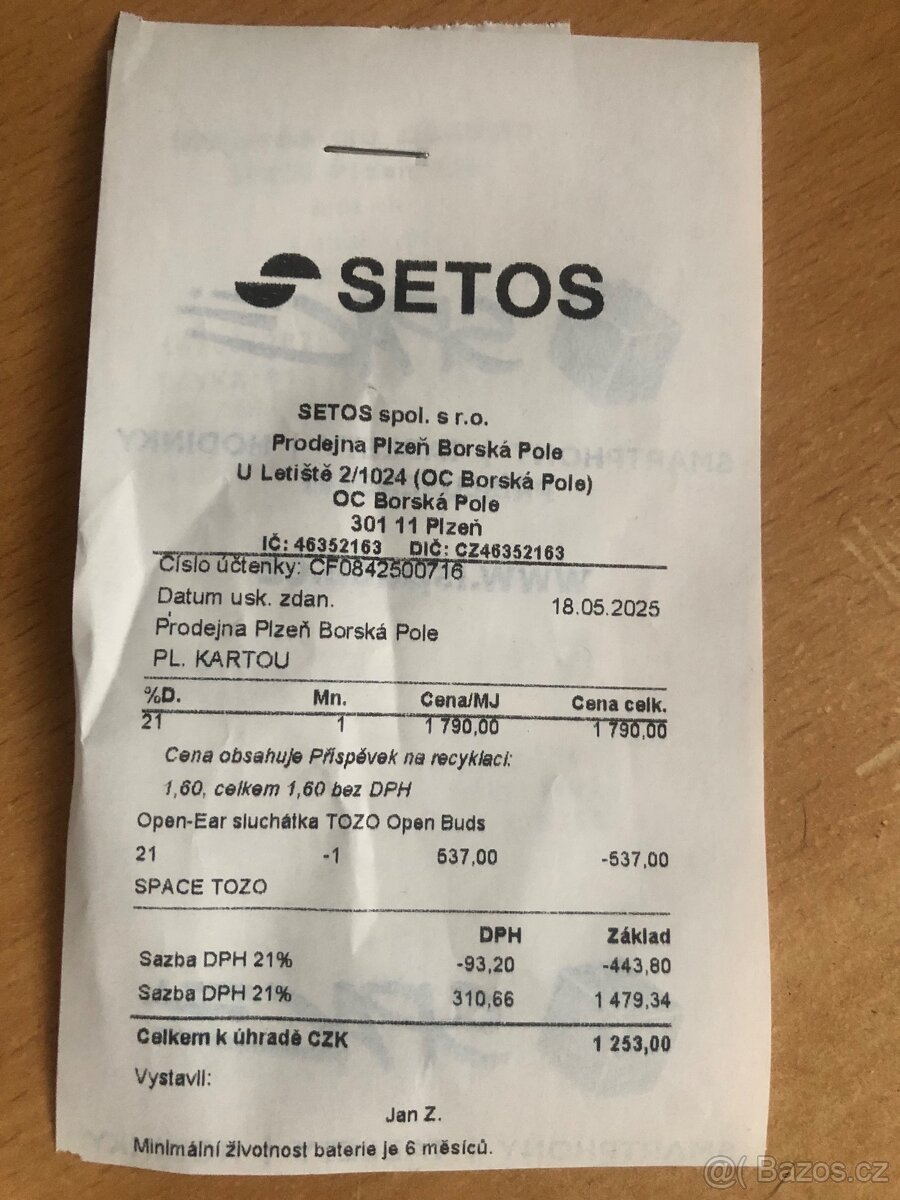 SETOS
SETOS spol. s r.o.
Prodejna Plzeň Borská Pole
U Letiště 2/1024 (OC Borská Pole)
OC Borská Pole
301 11 Plzeň
IČ: 46352163 DIČ: CZ46352163
Číslo účtenky: CF0842500716
Datum usk. zdan. 18.05.2025
Prodejna Plzeň Borská Pole
PL. KARTOU
%D. Mn. Cena/MJ Cena celk.
21 1 1 790,00 1 790,00
Cena obsahuje Příspěvek na recyklaci:
1,60, celkem 1,60 bez DPH
Open-Ear sluchátka TOZO Open Buds
21 -1 537,00 -537,00
SPACE TOZO
DPH Základ
Sazba DPH 21% -93,20 -443,80
Sazba DPH 21% 310,66 1 479,34
Celkem k úhradě CZK 1 253,00
Vystavil:
Jan Z.
Minimální životnost baterie je 6 měsíců.
@( Bazos.cz